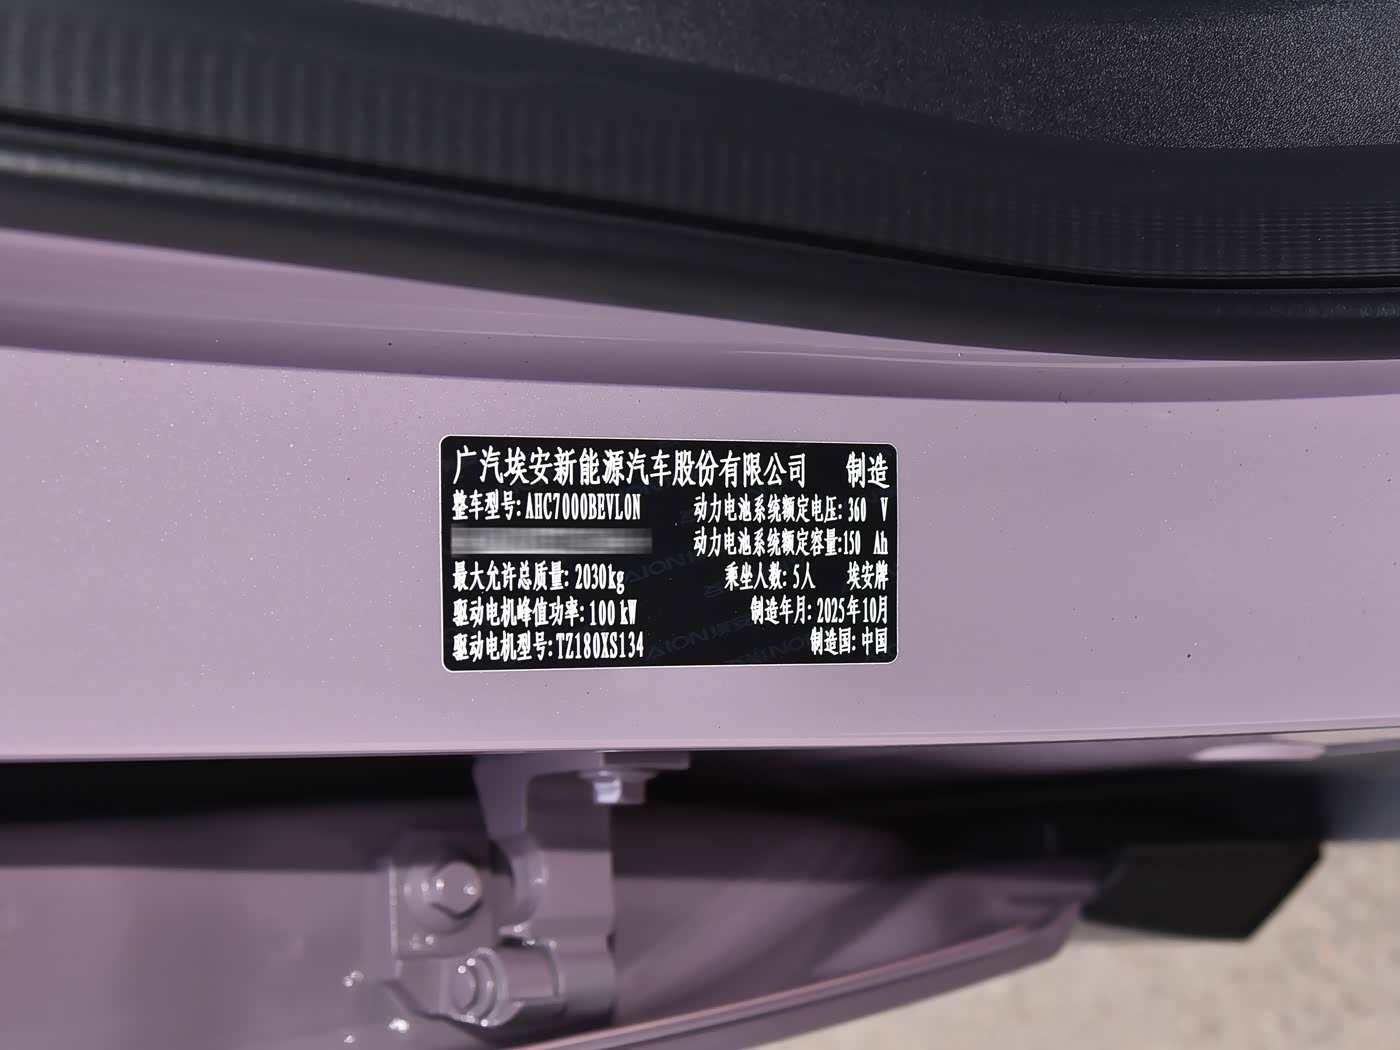 广汽埃安新能源汽车股份有限公司 制造
整车型号: AHC7000BEVL0N 动力电池系统额定电压: 360 V
动力电池系统额定容量:150 Ah
最大允许总质量: 2030kg 乘坐人数: 5人 埃安牌
驱动电机峰值功率: 100 kW 制造年月: 2025年10月
驱动电机型号: TZ180XS134 制造国: 中国